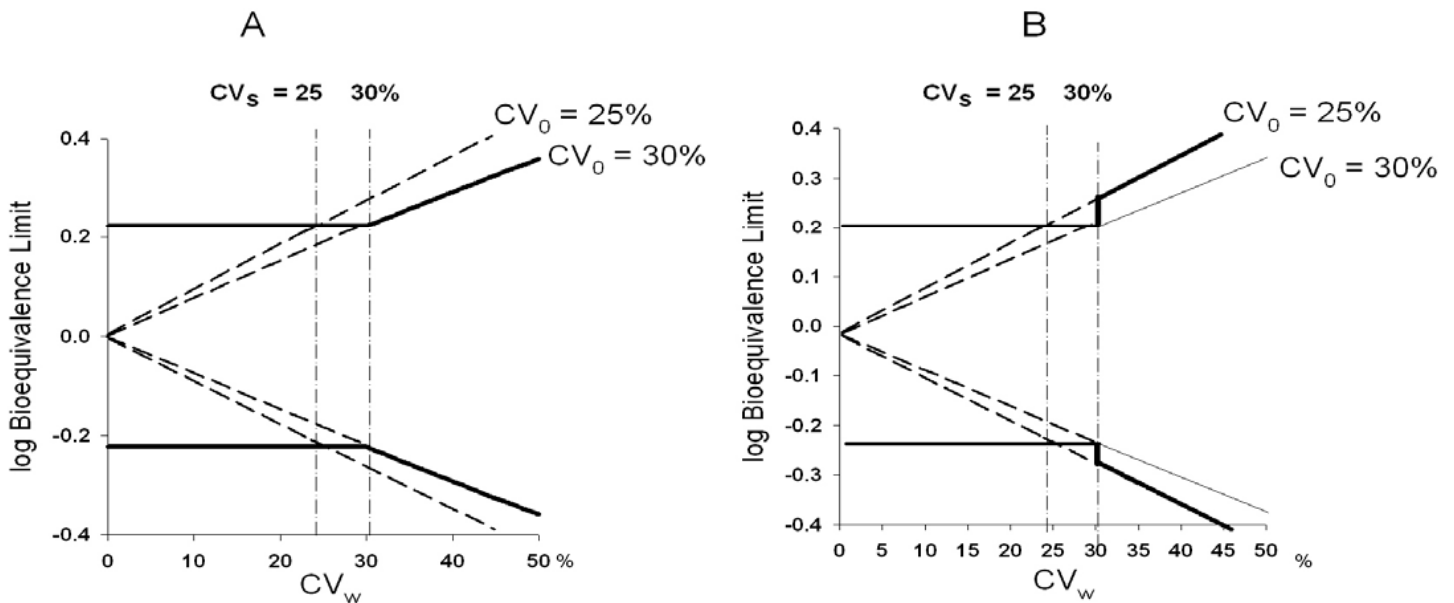 A
CVS = 25 30%
CV0 = 25%
CV0 = 30%
log Bioequivalence Limit
0.4
0.2
0.0
-0.2
-0.4
0 10 20 30 40 50 %
CVw
B
CVS = 25 30%
CV0 = 25%
CV0 = 30%
log Bioequivalence Limit
0.4
0.3
0.2
0.1
0.0
-0.1
-0.2
-0.3
-0.4
0 5 10 15 20 25 30 35 40 45 50 %
CVw